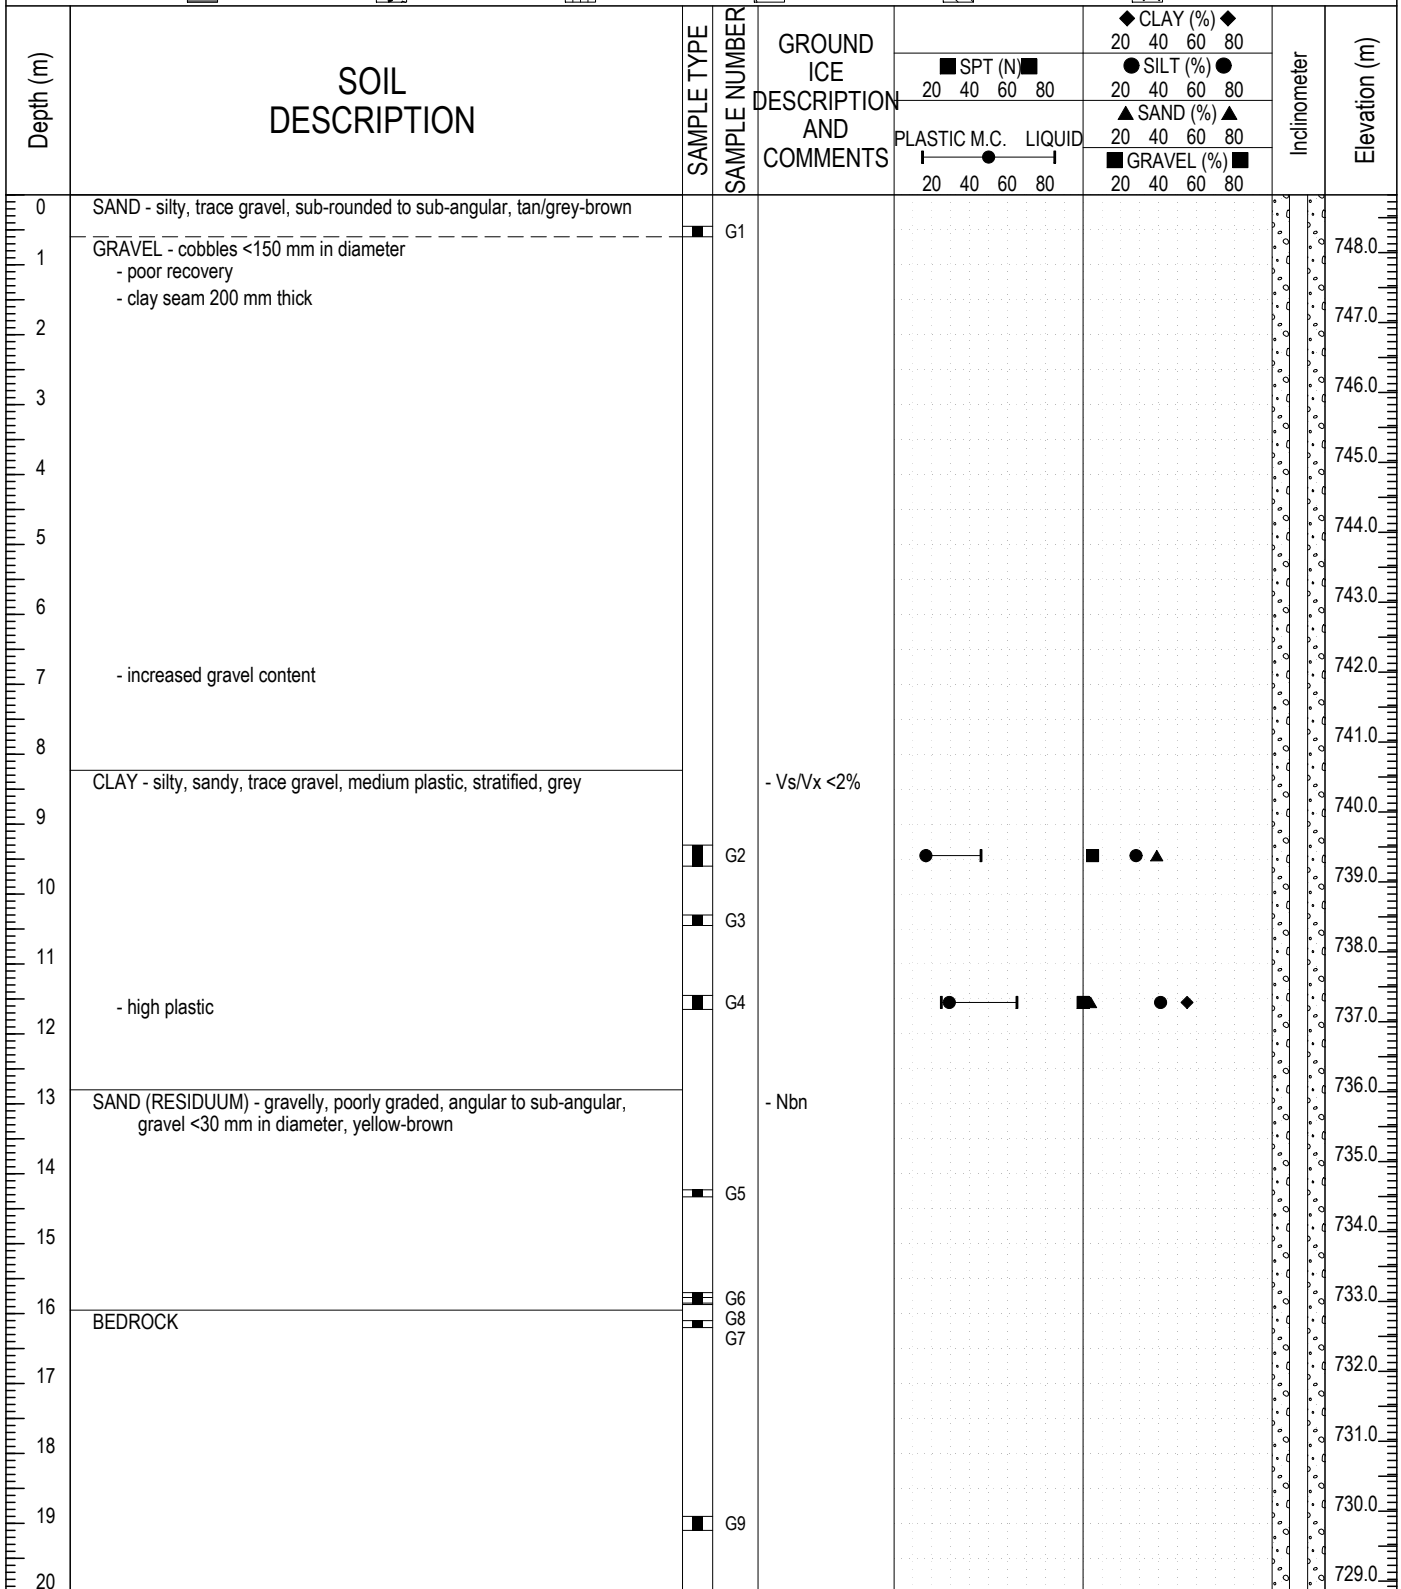 Depth (m)
SOIL
DESCRIPTION
SAMPLE TYPE
SAMPLE NUMBER
GROUND
ICE
DESCRIPTION
AND
COMMENTS
SPT (N)
20 40 60 80
PLASTIC M.C. LIQUID
20 40 60 80
CLAY (%)
20 40 60 80
SILT (%)
20 40 60 80
SAND (%)
20 40 60 80
GRAVEL (%)
20 40 60 80
Inclinometer
Elevation (m)
0
SAND - silty, trace gravel, sub-rounded to sub-angular, tan/grey-brown
G1
GRAVEL - cobbles <150 mm in diameter
748.0
1
- poor recovery
- clay seam 200 mm thick
747.0
2
746.0
3
745.0
4
744.0
5
743.0
6
742.0
7
- increased gravel content
741.0
8
CLAY - silty, sandy, trace gravel, medium plastic, stratified, grey
- Vs/Vx <2%
740.0
9
G2
739.0
10
G3
738.0
11
- high plastic
G4
737.0
12
736.0
13
SAND (RESIDUUM) - gravelly, poorly graded, angular to sub-angular,
gravel <30 mm in diameter, yellow-brown
- Nbn
735.0
14
G5
734.0
15
733.0
G6
16
BEDROCK
G8
G7
732.0
17
731.0
18
730.0
19
G9
729.0
20